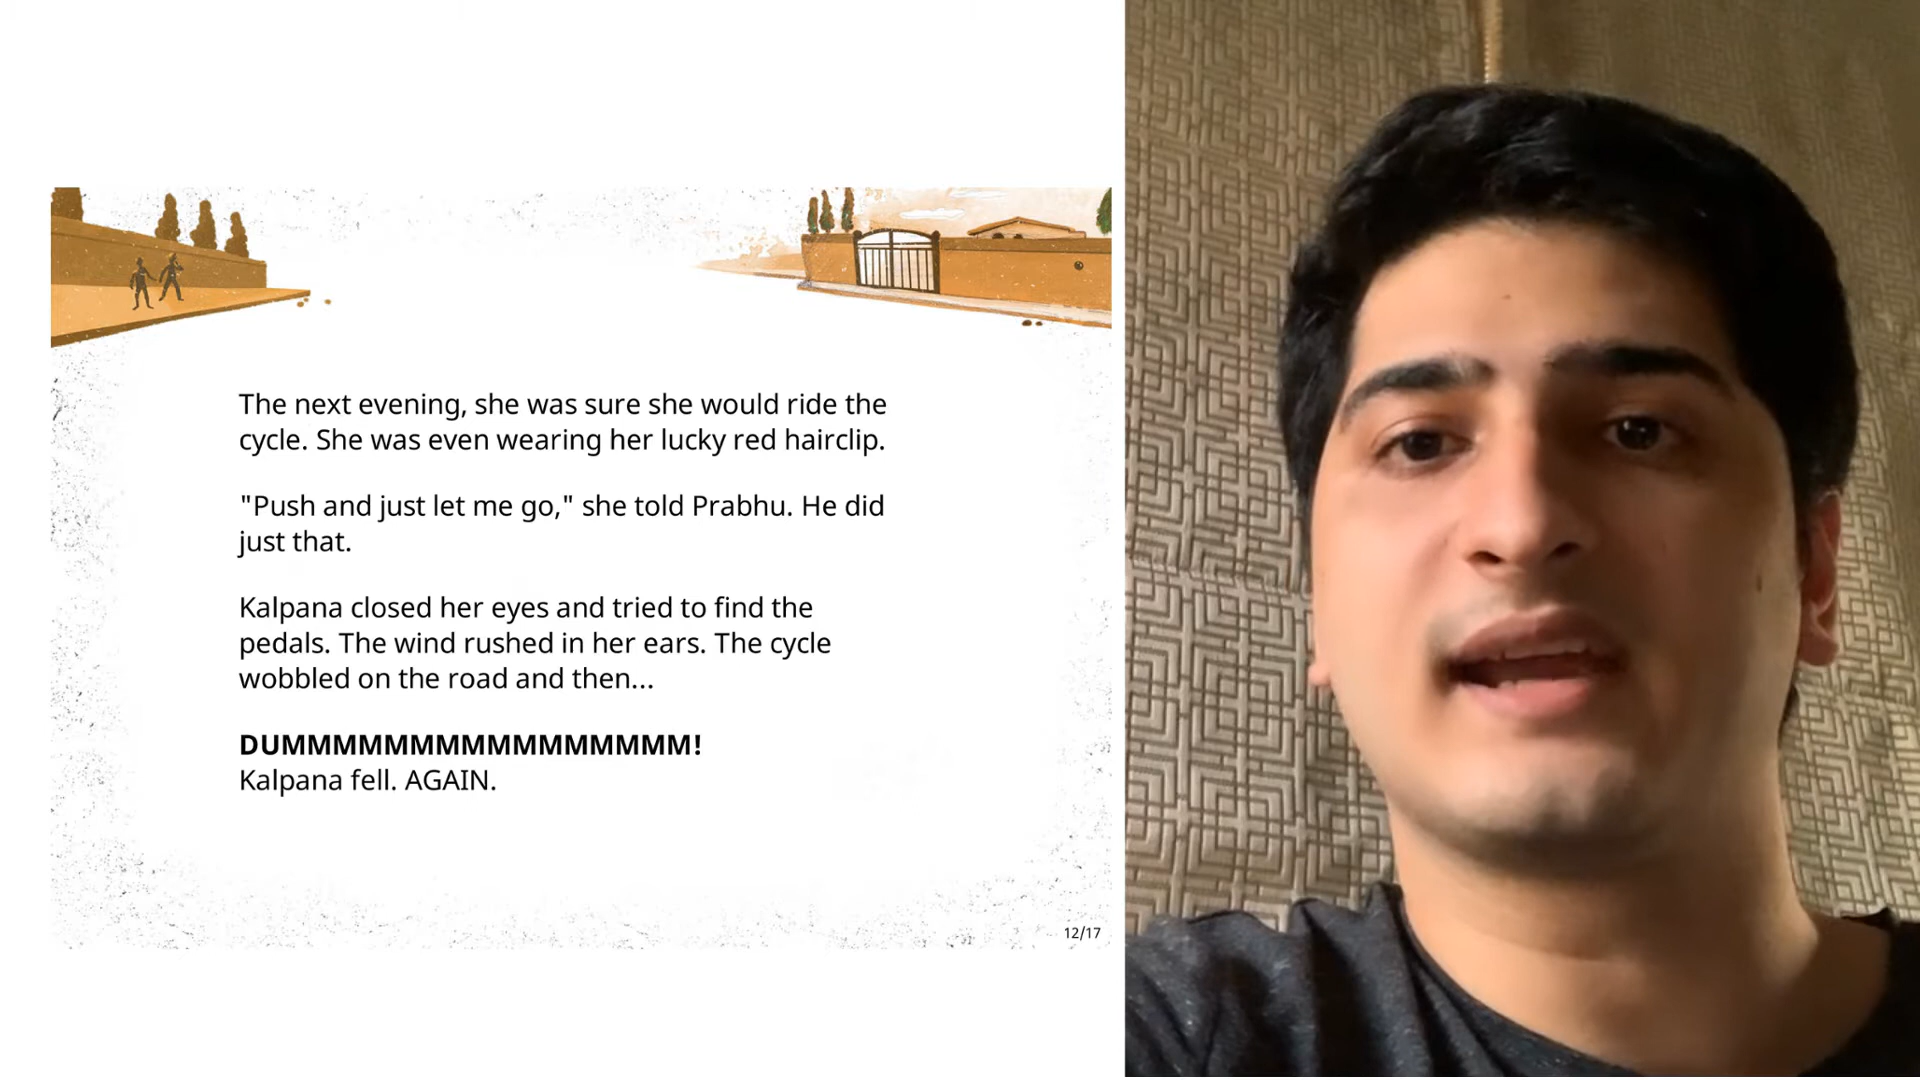 The next evening, she was sure she would ride the
cycle. She was even wearing her lucky red hairclip.
"Push and just let me go," she told Prabhu. He did
just that.
Kalpana closed her eyes and tried to find the
pedals. The wind rushed in her ears. The cycle
wobbled on the road and then...
DUMMMMMMMMMMMMMMMM!
Kalpana fell. AGAIN.
12/17